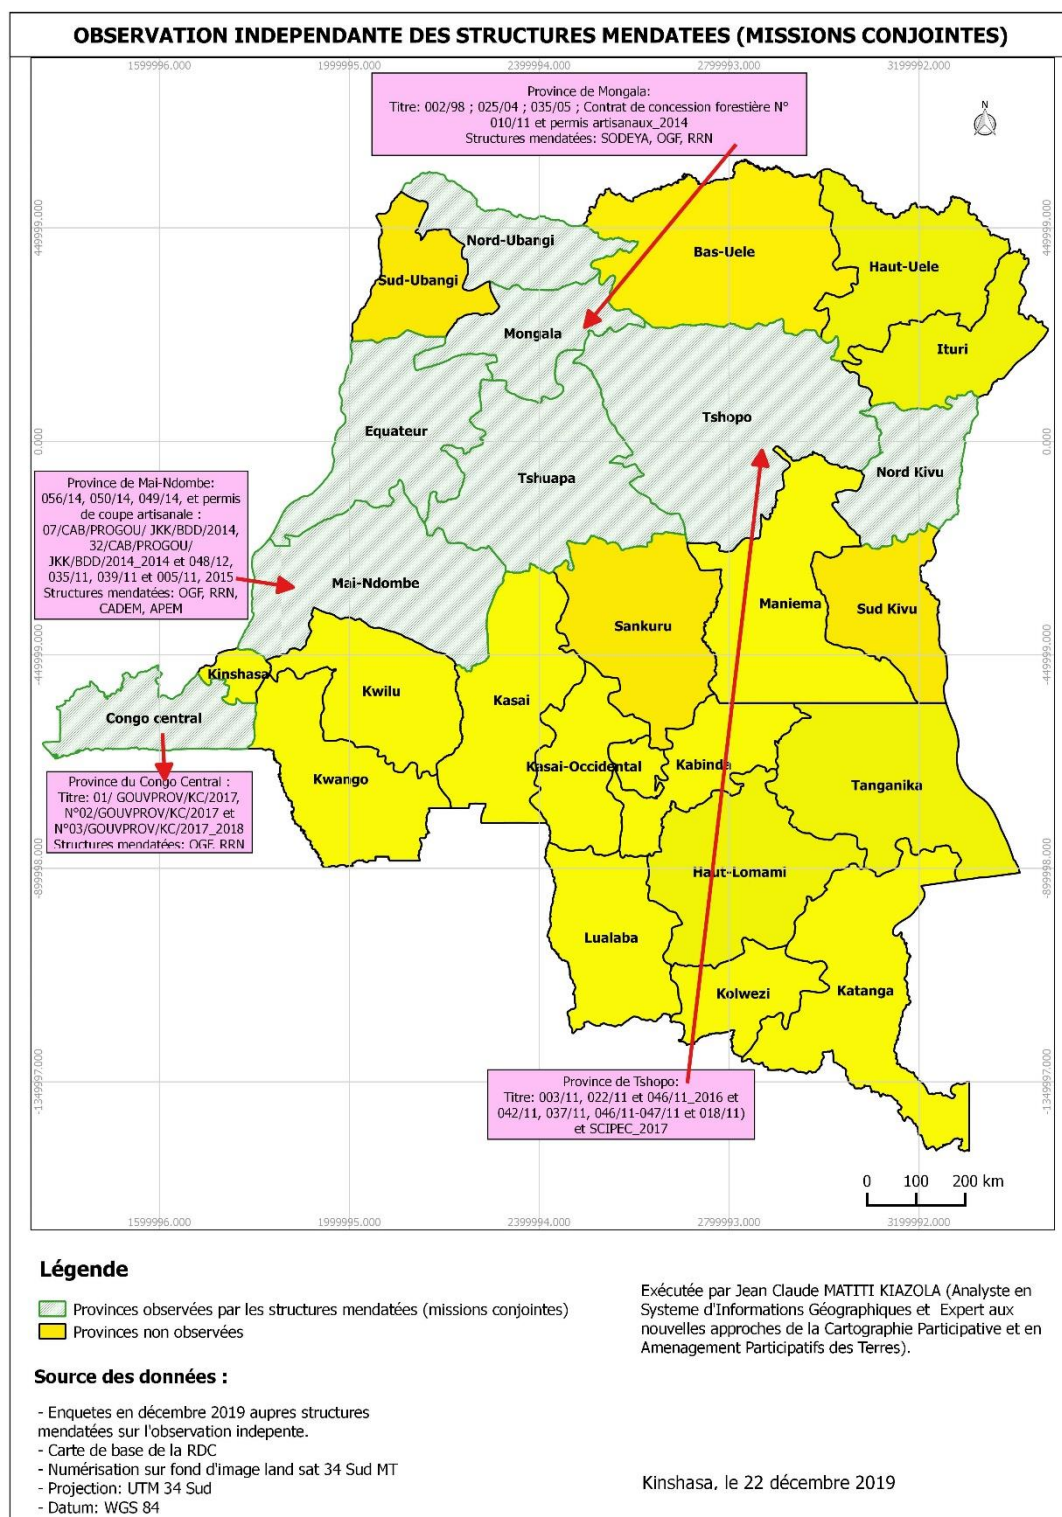 OBSERVATION INDEPENDANTE DES STRUCTURES MENDATEES (MISSIONS CONJOINTES)
1599996.000
1999995.000
2399994.000
2799993.000
3199992.000
Province de Mongala:
Titre: 002/98 ; 025/04 ; 035/05 ; Contrat de concession forestière N°
010/11 et permis artisanaux_2014
Structures mendatées: SODEYA, OGF, RRN
N
449999.000
449999.000
Nord-Ubangi
Bas-Uele
Haut-Uele
Sud-Ubangi
Mongala
Ituri
Tshopo
Equateur
0.000
0.000
Nord Kivu
Tshuapa
Province de Mai-Ndombe:
056/14, 050/14, 049/14, et permis
de coupe artisanale :
07/CAB/PROGOU/ JKK/BDD/2014,
32/CAB/PROGOU/
JKK/BDD/2014_2014 et 048/12,
035/11, 039/11 et 005/11, 2015
Structures mendatées: OGF, RRN,
CADEM, APEM
Mai-Ndombe
Maniema
Sud Kivu
Sankuru
-449999.000
-449999.000
Kinshasa
Kwilu
Kasai
Congo central
Kasai-Occidental
Kabinda
Kwango
Tanganika
Province du Congo Central :
Titre: 01/ GOUVPROV/KC/2017,
N°02/GOUVPROV/KC/2017 et
N°03/GOUVPROV/KC/2017_2018
Structures mendatées: OGF, RRN
-899998.000
-899998.000
Haut-Lomami
Lualaba
Kolwezi
Katanga
-1349997.000
-1349997.000
Province de Tshopo:
Titre: 003/11, 022/11 et 046/11_2016 et
042/11, 037/11, 046/11-047/11 et 018/11)
et SCIPEC_2017
0 100 200 km
1599996.000
1999995.000
2399994.000
2799993.000
3199992.000
Légende
Provinces observées par les structures mendatées (missions conjointes)
Provinces non observées
Exécutée par Jean Claude MATITI KIAZOLA (Analyste en
Systeme d'Informations Géographiques et Expert aux
nouvelles approches de la Cartographie Participative et en
Amenagement Participatifs des Terres).
Source des données :
- Enquetes en décembre 2019 aupres structures
mendatées sur l'observation indepente.
- Carte de base de la RDC
- Numérisation sur fond d'image land sat 34 Sud MT
- Projection: UTM 34 Sud
- Datum: WGS 84
Kinshasa, le 22 décembre 2019